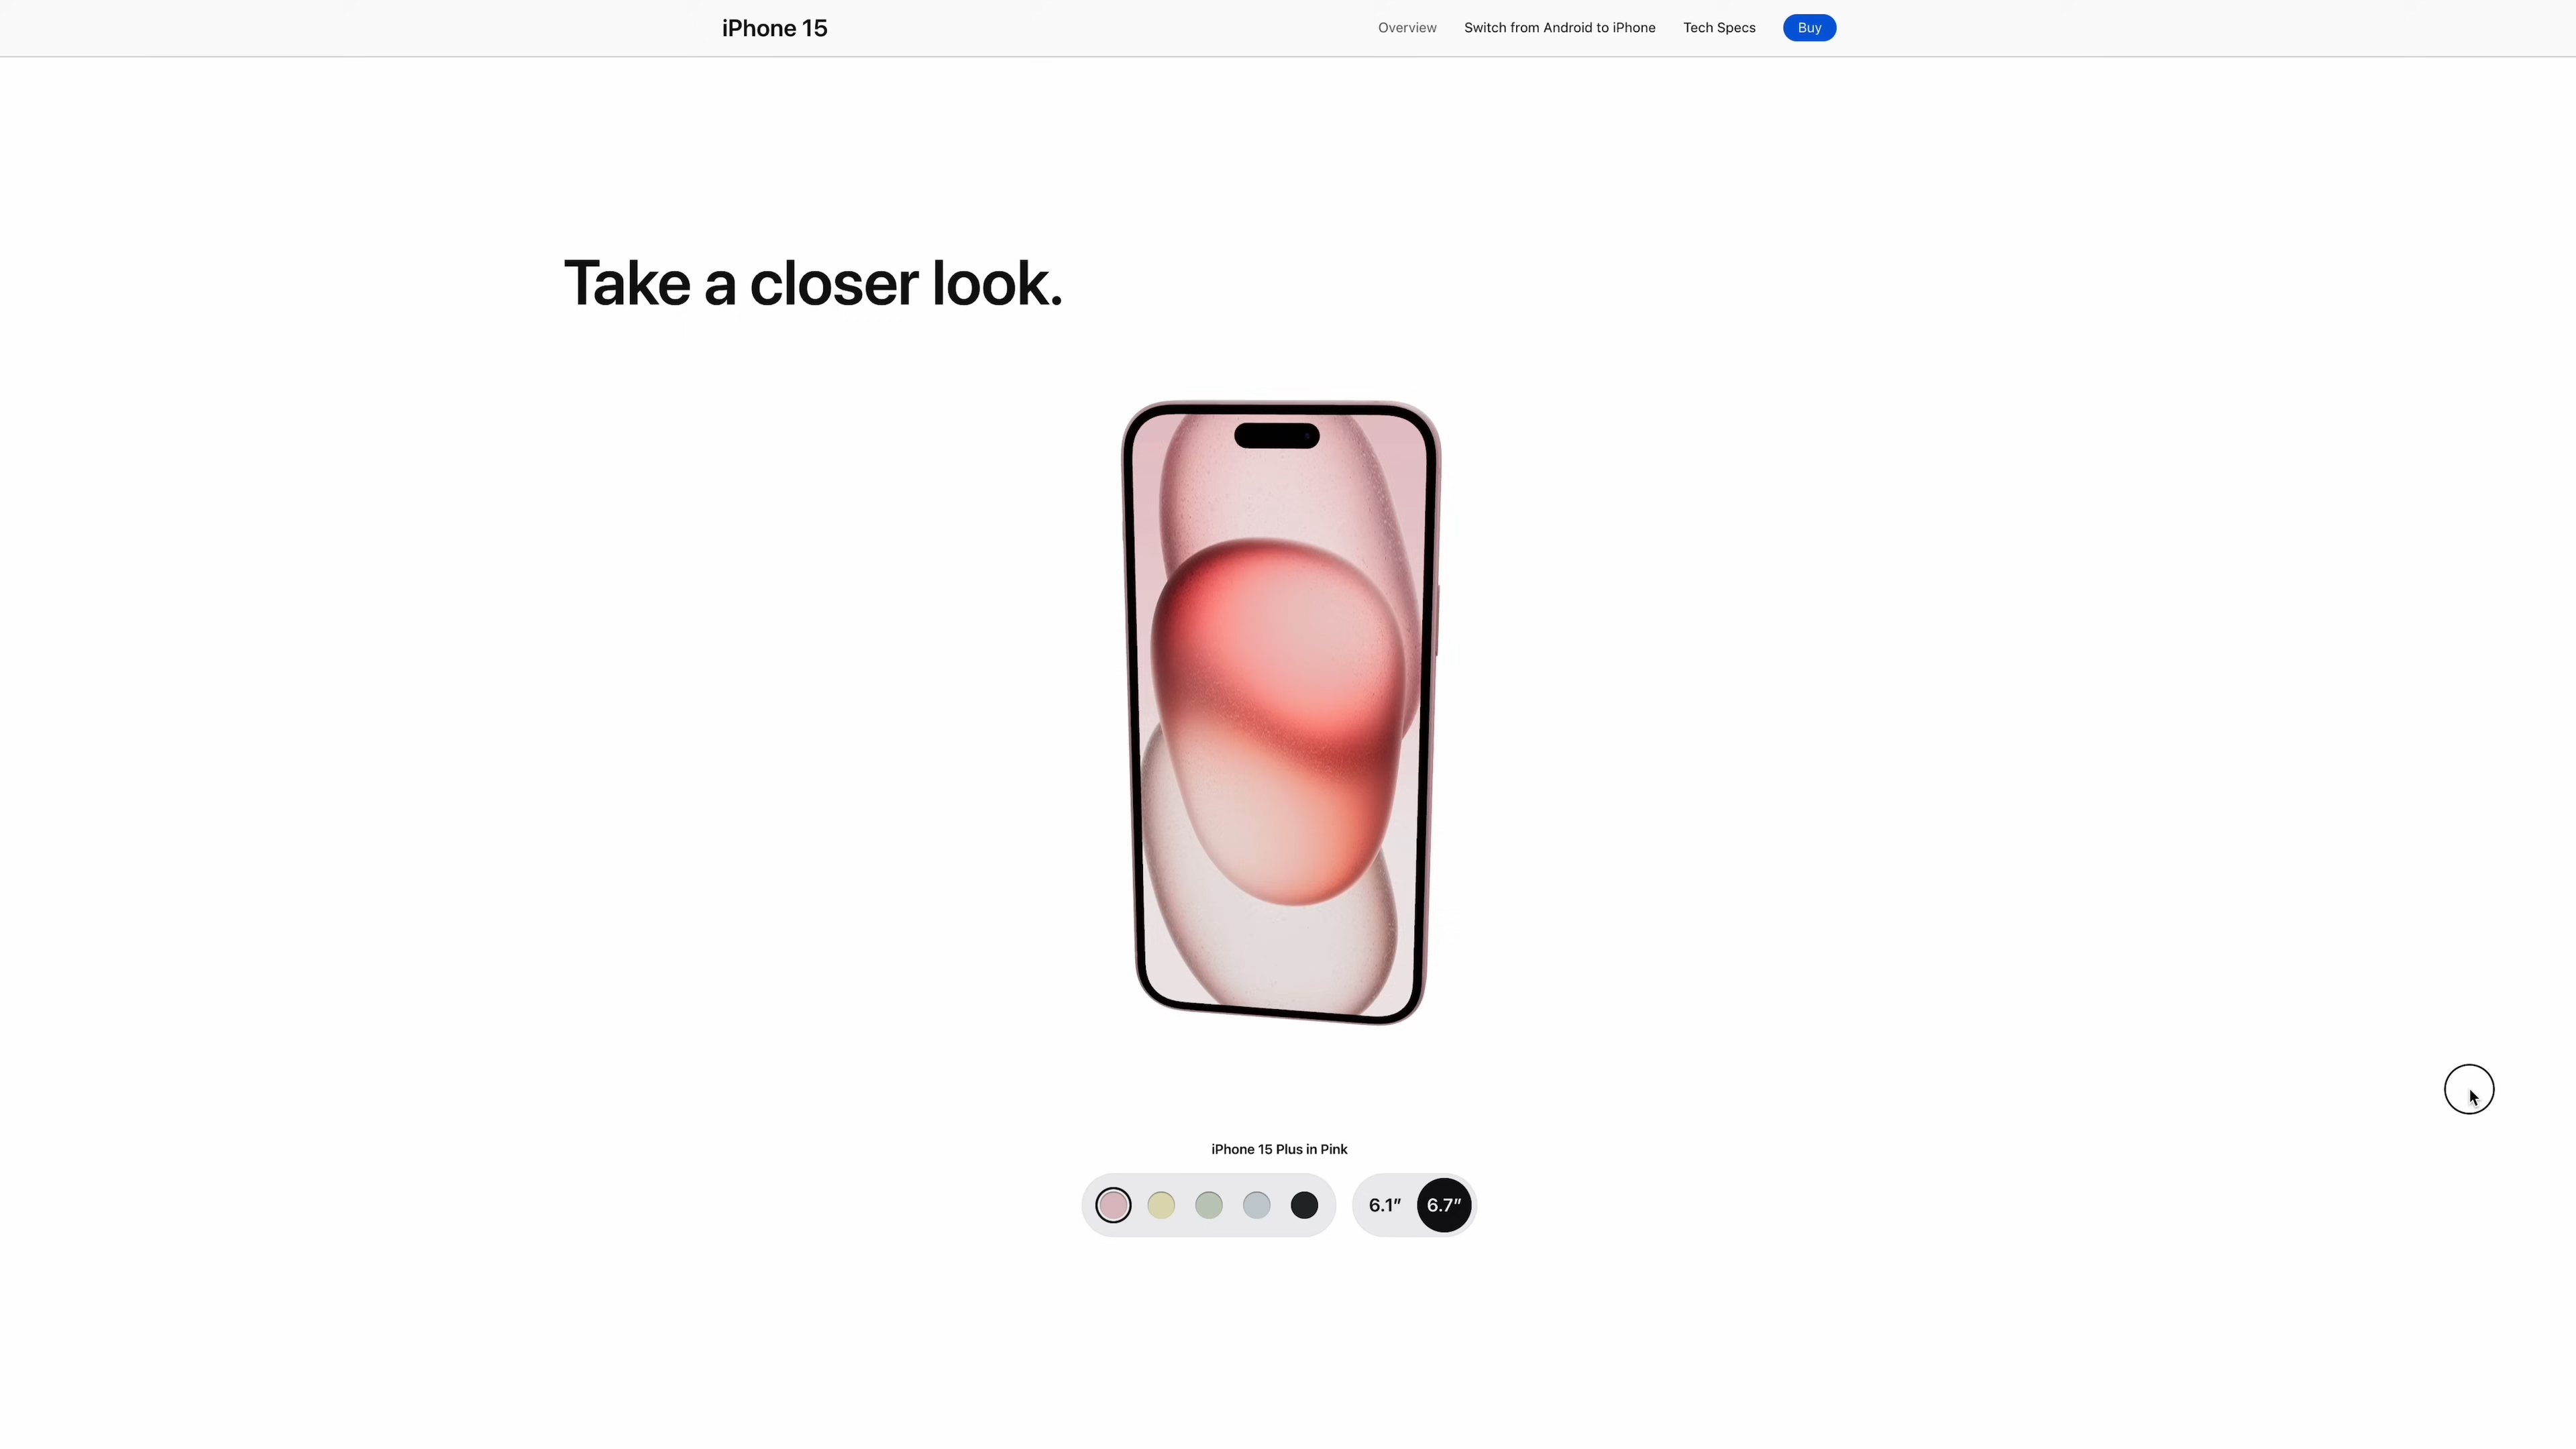 iPhone 15
Overview
Switch from Android to iPhone
Tech Specs
Buy
Take a closer look.
iPhone 15 Plus in Pink
6.1″
6.7″